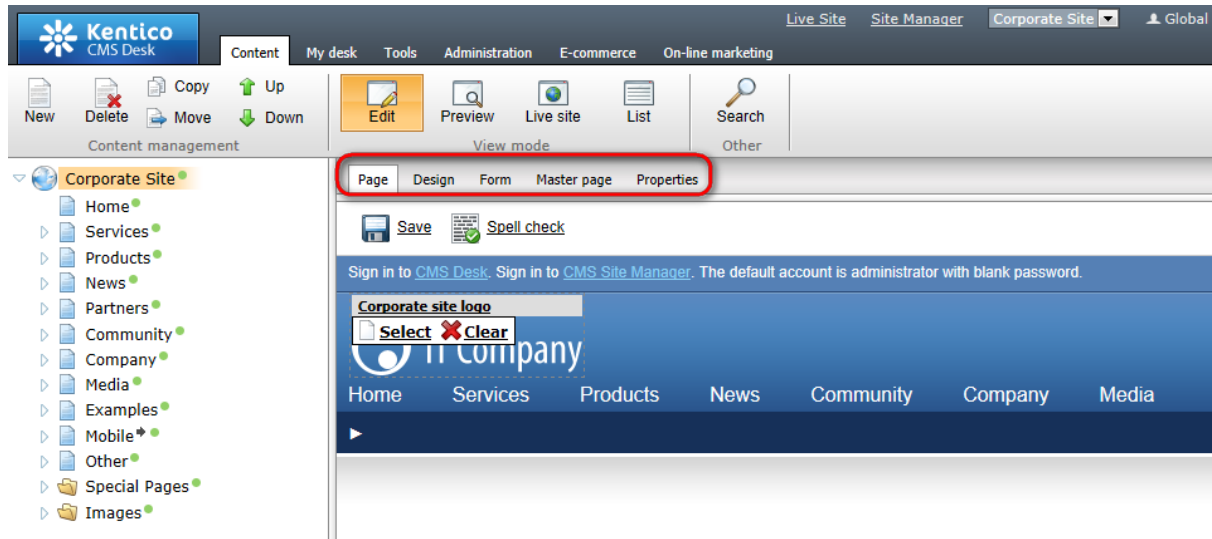 Live Site Site Manager Corporate Site Global
Kentico
CMS Desk
Content My desk Tools Administration E-commerce On-line marketing
New Delete Copy Move Up Down
Content management
Edit Preview Live site List
View mode
Search
Other
Corporate Site
Home
Services
Products
News
Partners
Community
Company
Media
Examples
Mobile
Other
Special Pages
Images
Page Design Form Master page Properties
Save Spell check
Sign in to CMS Desk. Sign in to CMS Site Manager. The default account is administrator with blank password.
Corporate site logo
Select Clear
IT Company
Home Services Products News Community Company Media